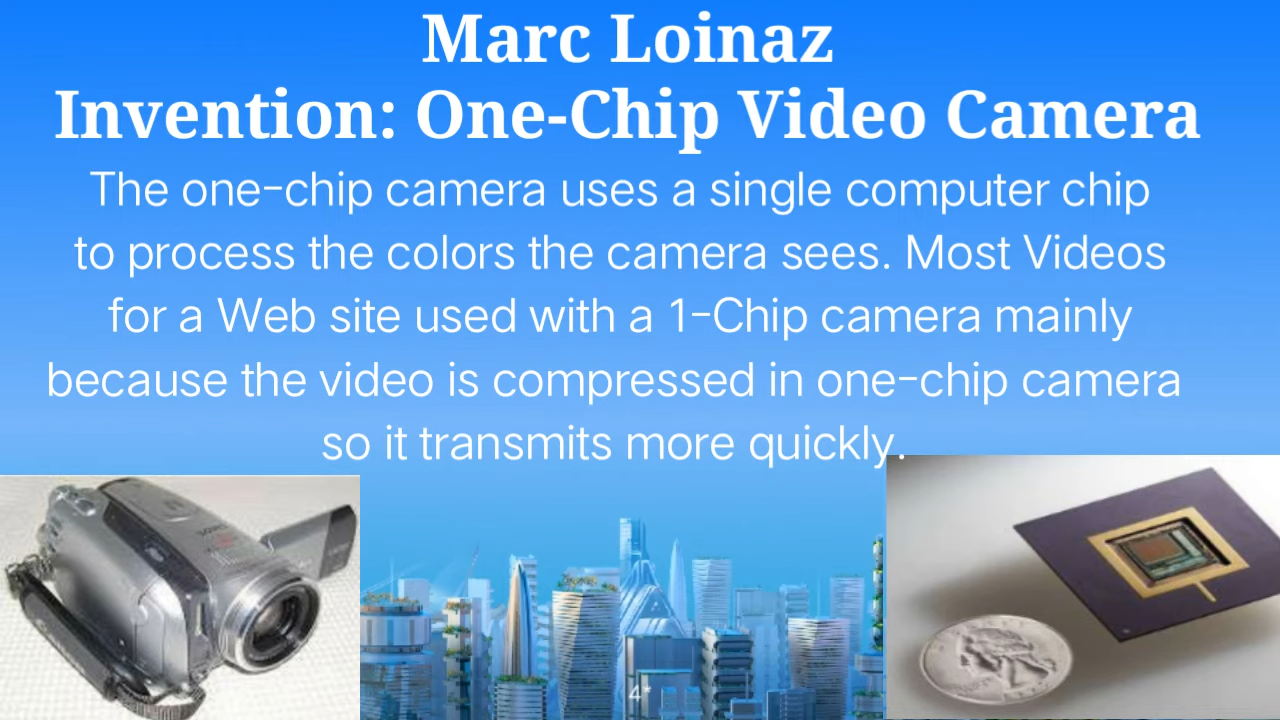 Marc Loinaz
Invention: One-Chip Video Camera
The one-chip camera uses a single computer chip
to process the colors the camera sees. Most Videos
for a Web site used with a 1-Chip camera mainly
because the video is compressed in one-chip camera
so it transmits more quickly.
4*